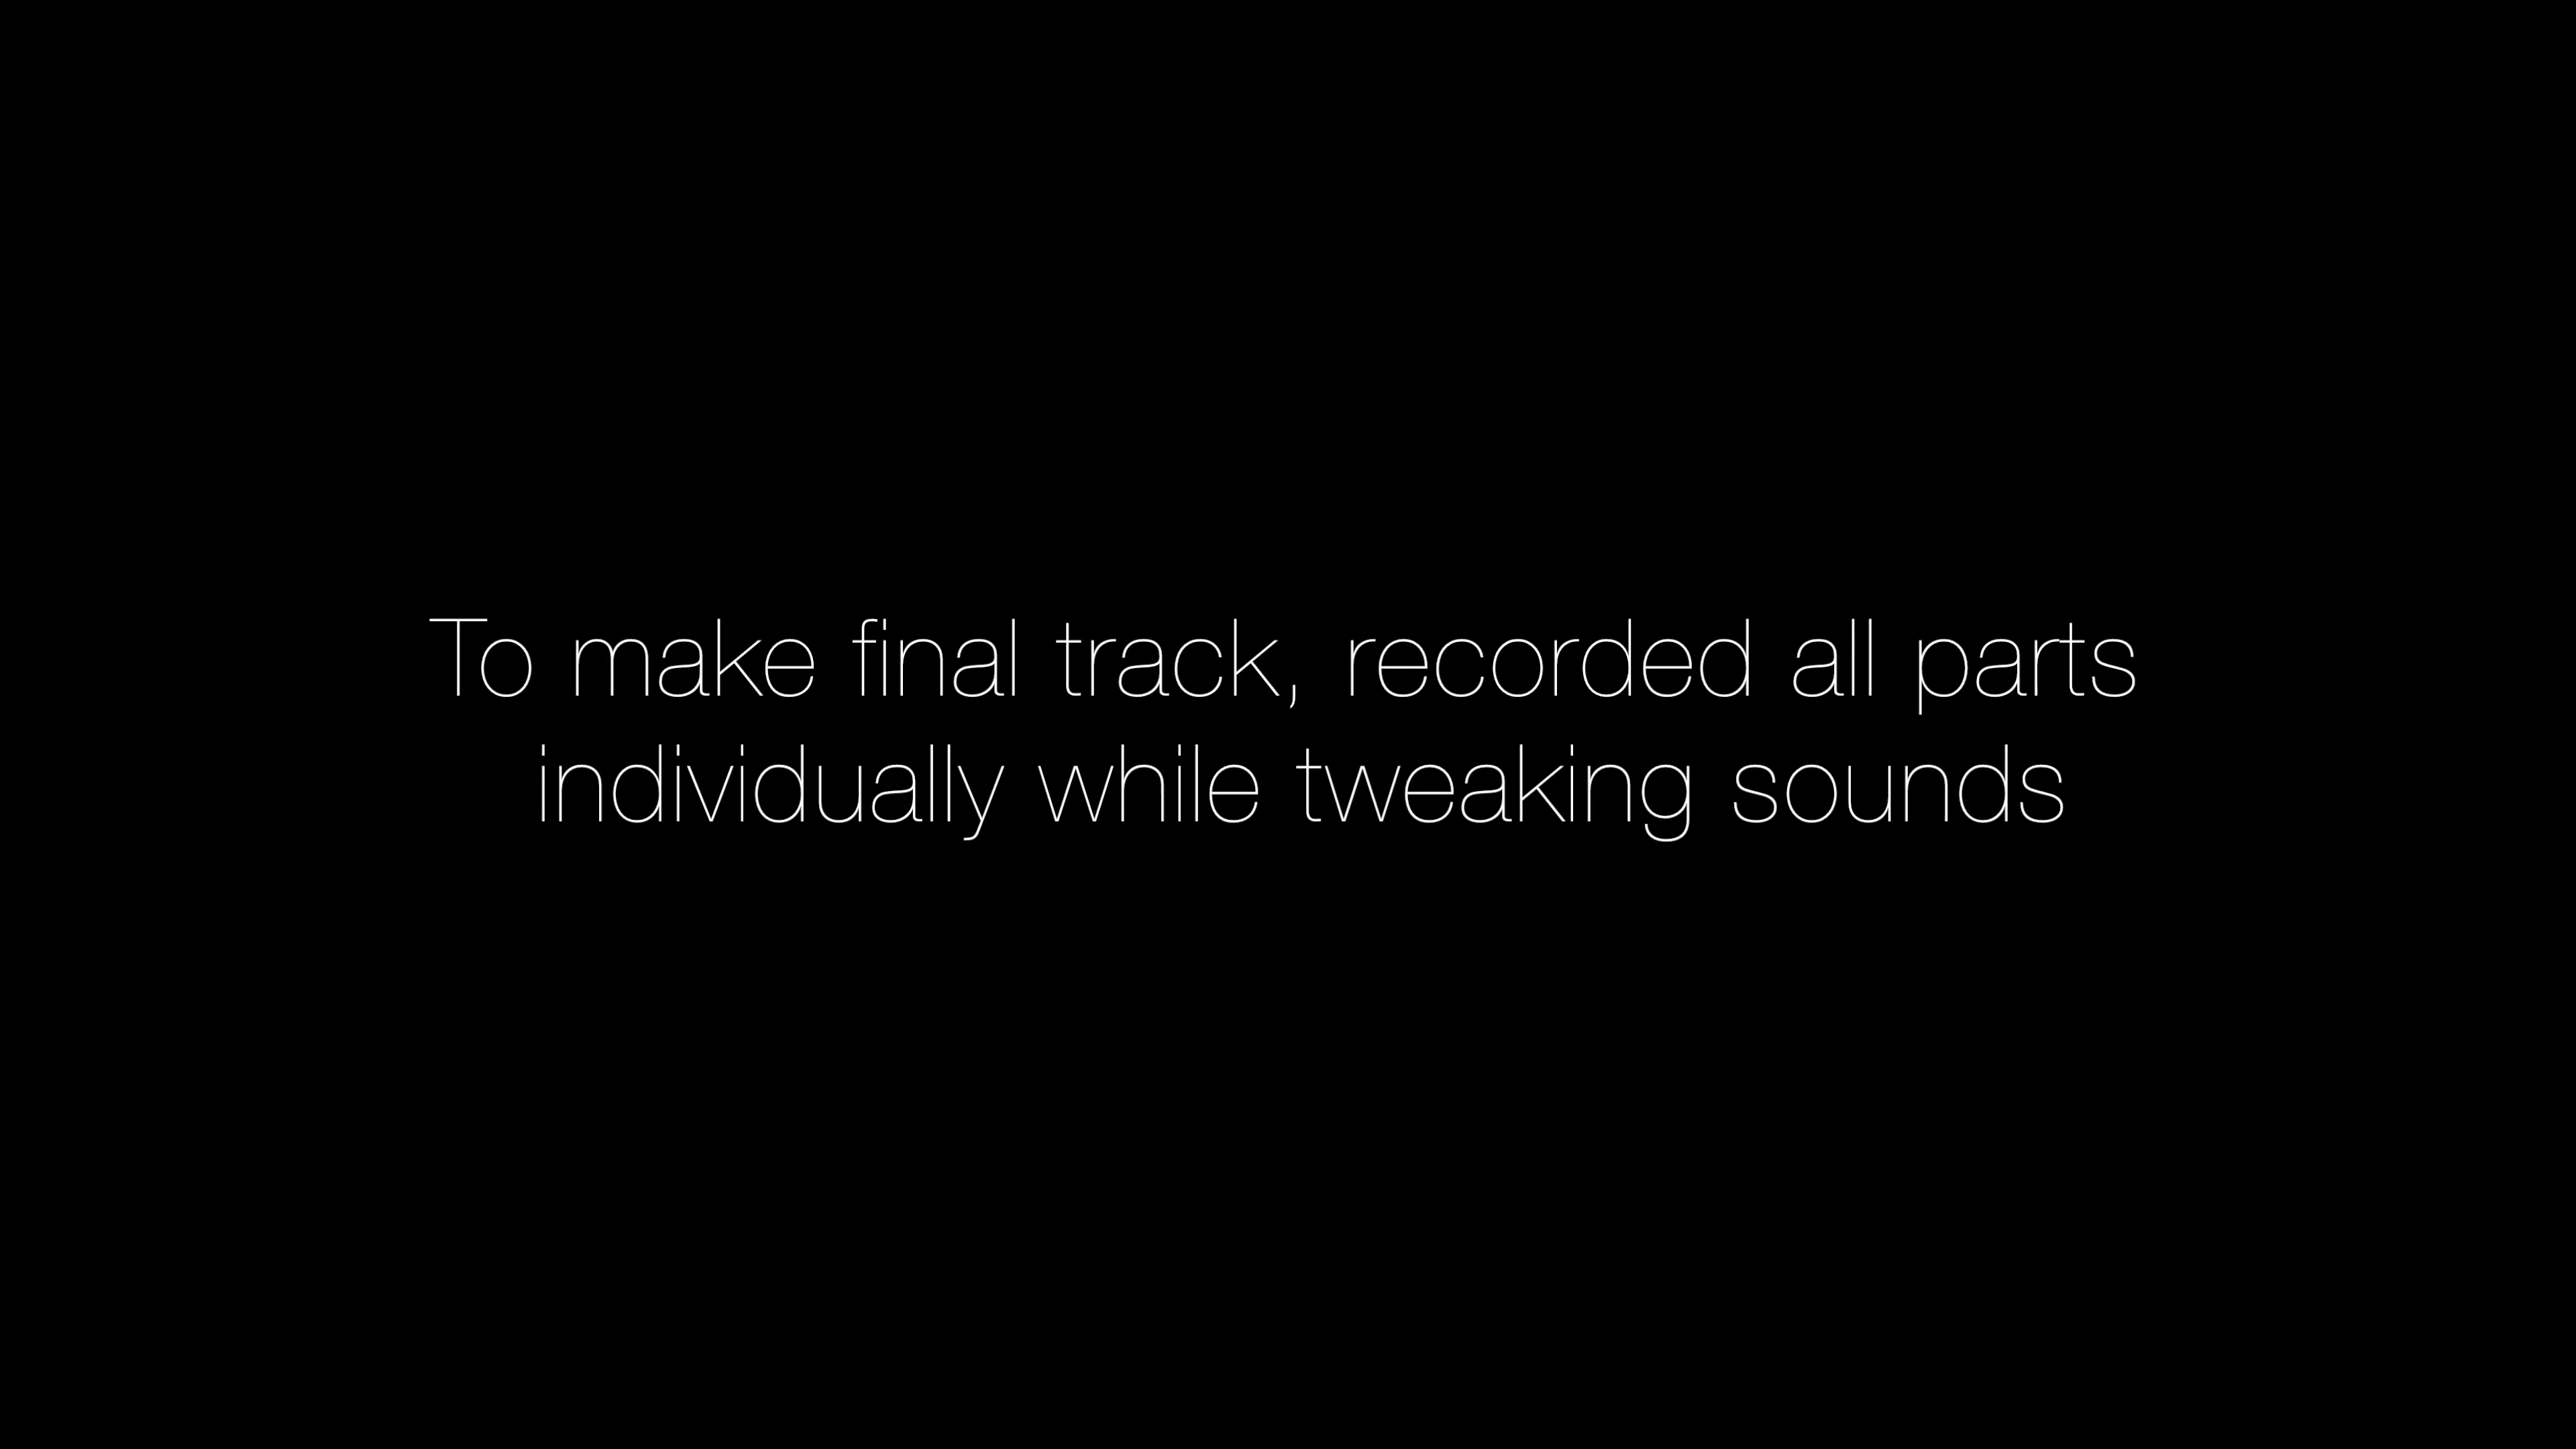 To make final track, recorded all parts
individually while tweaking sounds